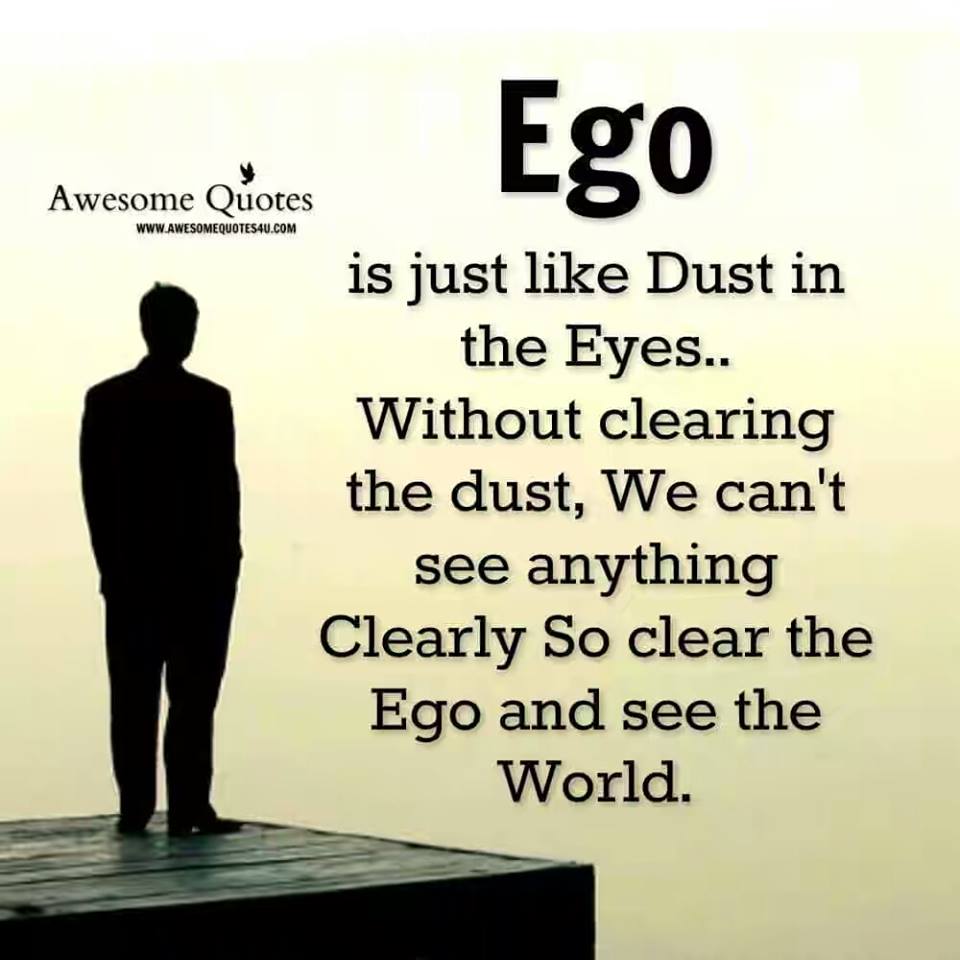 Ego
Awesome Quotes
WWW.AWESOMEQUOTES4U.COM
is just like Dust in
the Eyes..
Without clearing
the dust, We can't
see anything
Clearly So clear the
Ego and see the
World.